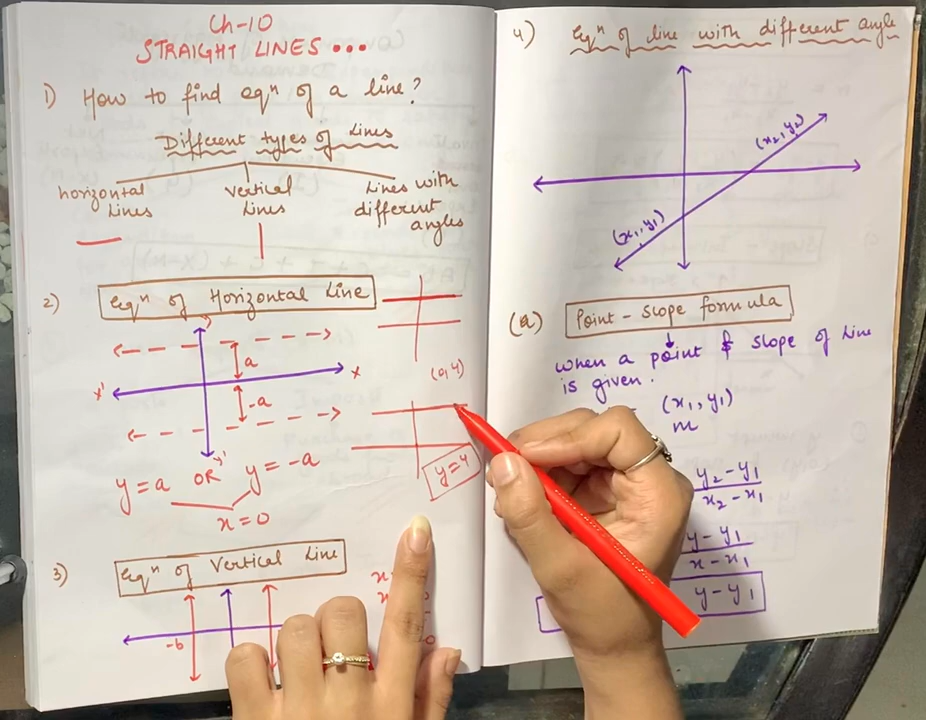 Ch-10
STRAIGHT LINES...
1) How to find eqⁿ of a line?
Different types of Lines
horizontal Lines
vertical Lines
Lines with different angles
2) Eqⁿ of Horizontal Line
a
x' x
-a
y'
y=a OR y=-a
x=0
(0,4)
y=4
3) Eqⁿ of Vertical Line
-b
4) Eqⁿ of line with different angle
(x₂,y₂)
(x₁,y₁)
(a) Point-slope formula
when a point & slope of line
is given.
(x₁,y₁)
m
y₂-y₁
x₂-x₁
y-y₁
x-x₁
y-y₁